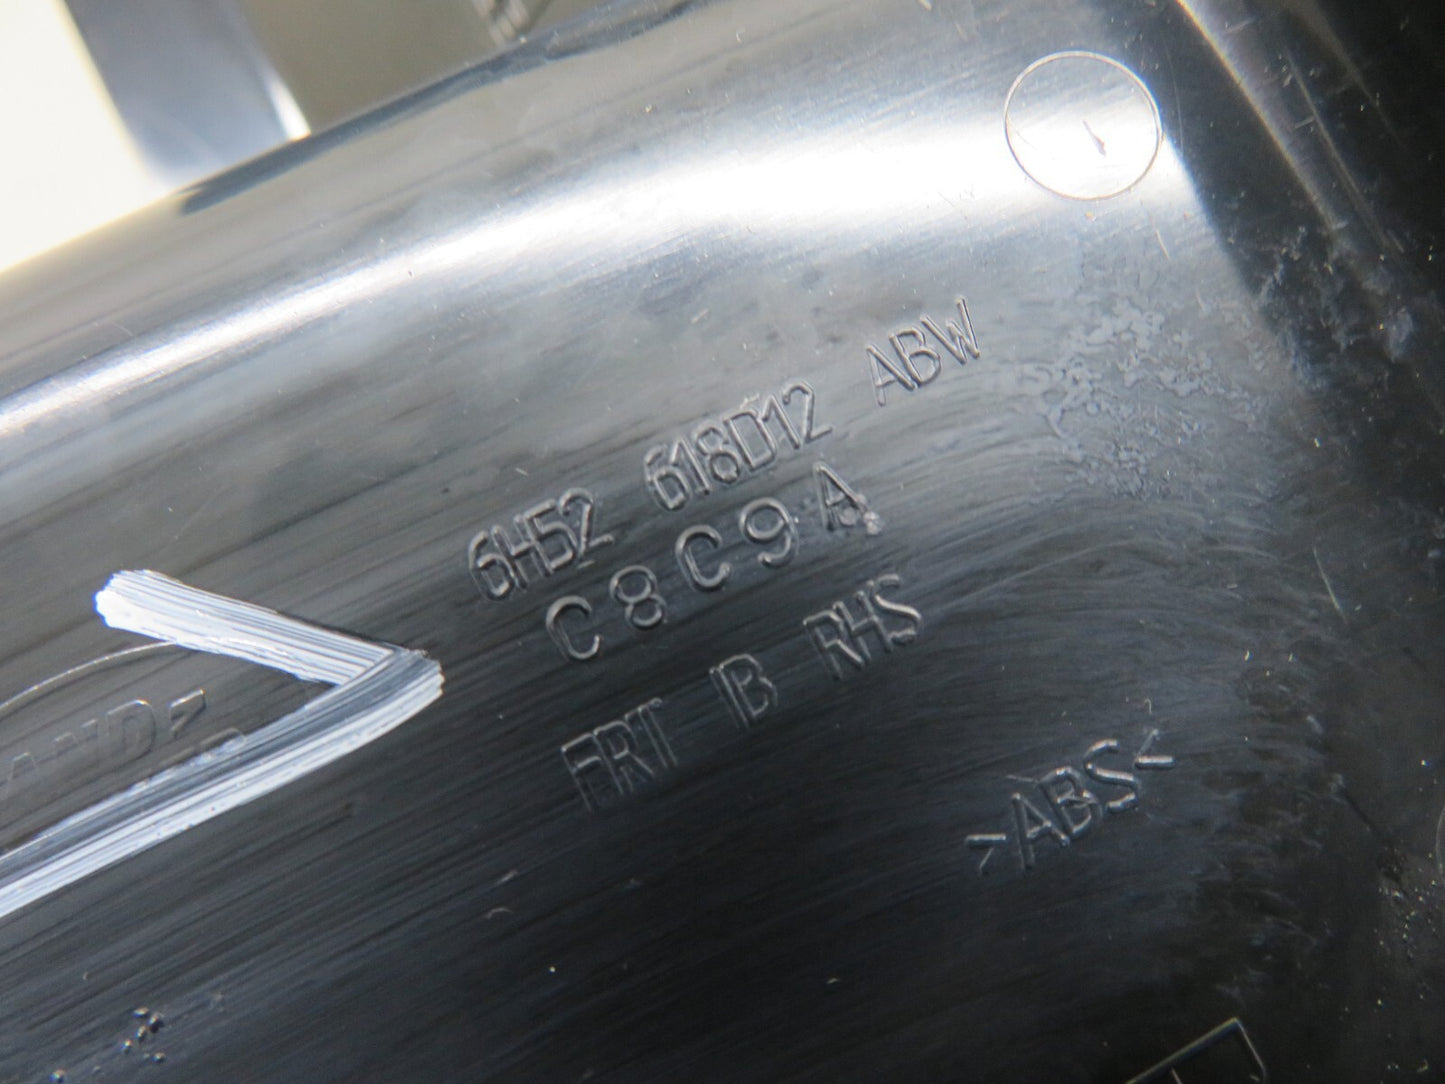 6H52 618D12 ABW
C8C9A
FRT IB RHS
>ABS<